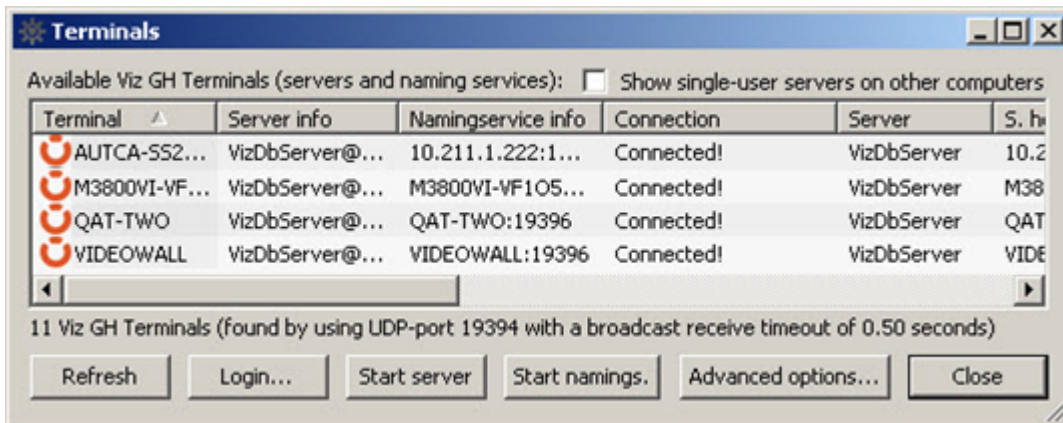 Terminals
Available Viz GH Terminals (servers and naming services): Show single-user servers on other computers
Terminal Server info Namingservice info Connection Server S. h
AUTCA-SS2... VizDbServer@... 10.211.1.222:1... Connected! VizDbServer 10.2
M3800VI-VF... VizDbServer@... M3800VI-VF1O5... Connected! VizDbServer M38
QAT-TWO VizDbServer@... QAT-TWO:19396 Connected! VizDbServer QAT
VIDEOWALL VizDbServer@... VIDEOWALL:19396 Connected! VizDbServer VIDE
11 Viz GH Terminals (found by using UDP-port 19394 with a broadcast receive timeout of 0.50 seconds)
Refresh Login... Start server Start namings. Advanced options... Close